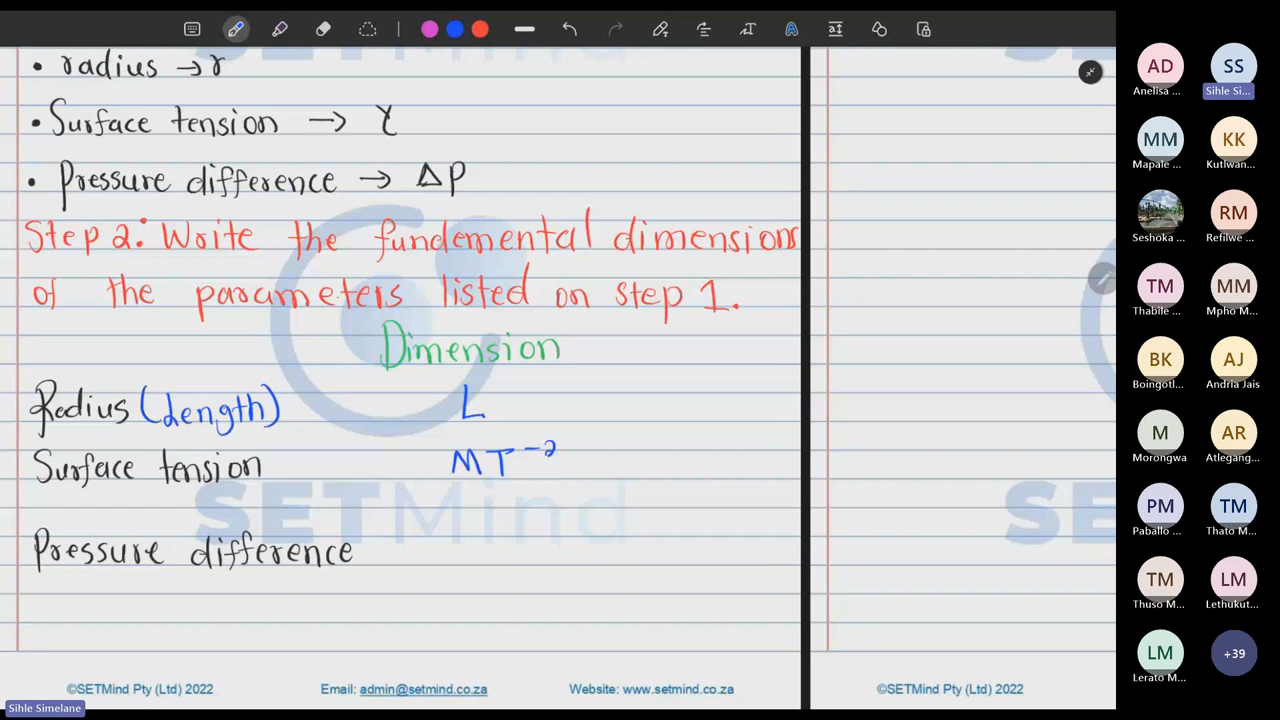 • radius → r
• Surface tension → γ
• Pressure difference → ΔP
Step 2: Write the fundemental dimensions
of the parameters listed on step 1.
Dimension
Radius (Length) L
Surface tension MT⁻²
SETMind
Pressure difference
©SETMind Pty (Ltd) 2022 Email: admin@setmind.co.za Website: www.setmind.co.za
©SETMind Pty (Ltd) 2022
Sihle Simelane
AD SS
Anelisa ... Sihle Si...
MM KK
Mapale ... Kutlwan...
RM
Seshoka ... Refilwe ...
TM MM
Thabile ... Mpho M...
BK AJ
Boingotl... Andria Jais
M AR
Morongwa Atlegang...
PM TM
Paballo ... Thato M...
TM LM
Thuso M... Lethukut...
LM +39
Lerato M...